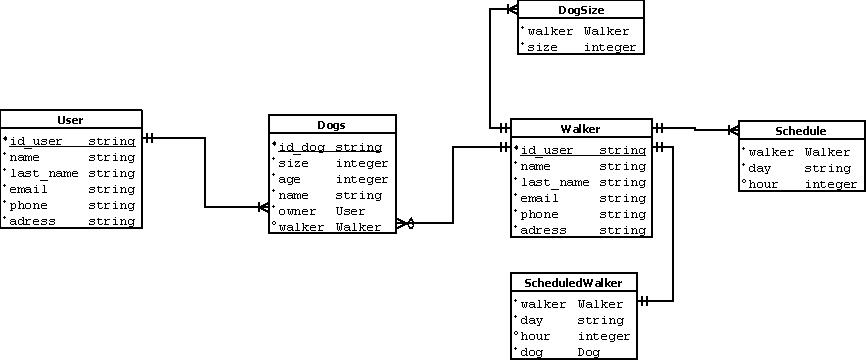 DogSize
walker Walker
size integer
User
id_user string
name string
last_name string
email string
phone string
adress string
Dogs
id_dog string
size integer
age integer
name string
owner User
walker Walker
Walker
id_user string
name string
last_name string
email string
phone string
adress string
Schedule
walker Walker
day string
hour integer
ScheduledWalker
walker Walker
day string
hour integer
dog Dog